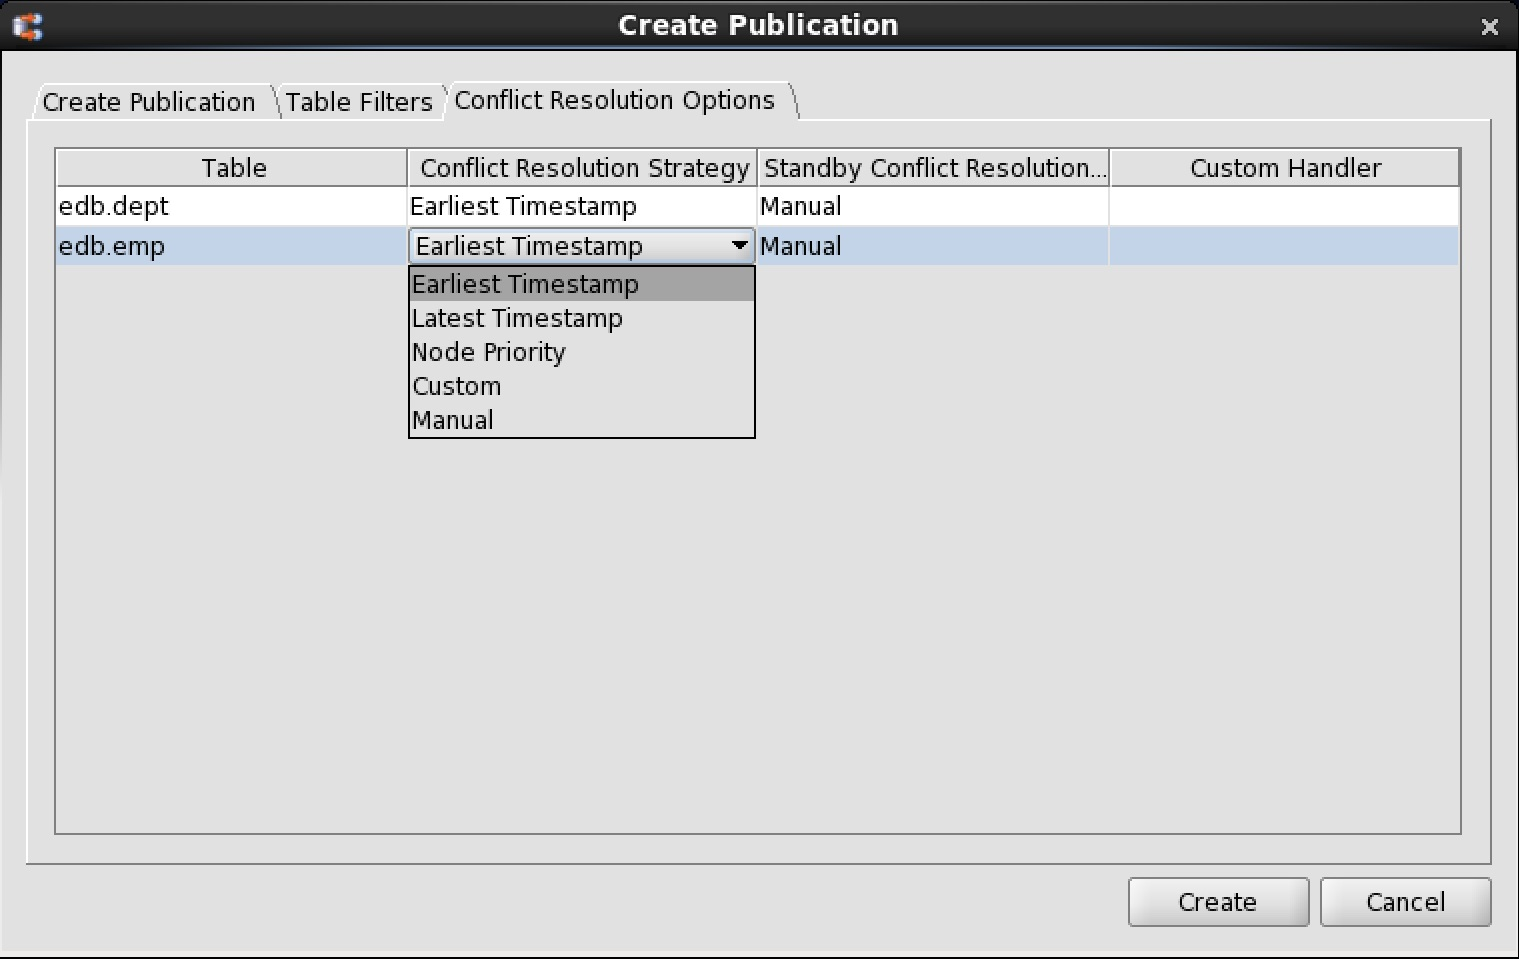 Create Publication
Create Publication Table Filters Conflict Resolution Options
Table Conflict Resolution Strategy Standby Conflict Resolution... Custom Handler
edb.dept Earliest Timestamp Manual
edb.emp Earliest Timestamp Manual
Earliest Timestamp
Latest Timestamp
Node Priority
Custom
Manual
Create Cancel